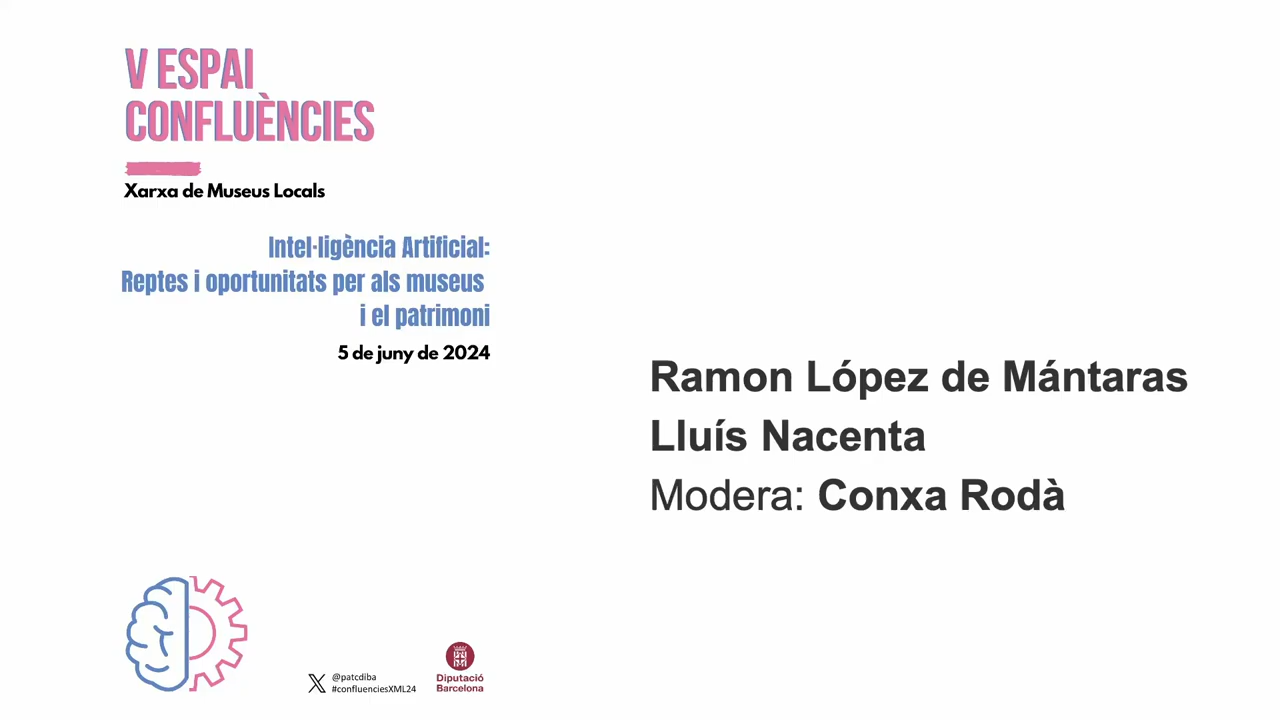 V ESPAI
CONFLUÈNCIES
Xarxa de Museus Locals
Intel·ligència Artificial:
Reptes i oportunitats per als museus
i el patrimoni
5 de juny de 2024
Ramon López de Mántaras
Lluís Nacenta
Modera: Conxa Rodà
@patcdiba
#confluenciesXML24
Diputació
Barcelona